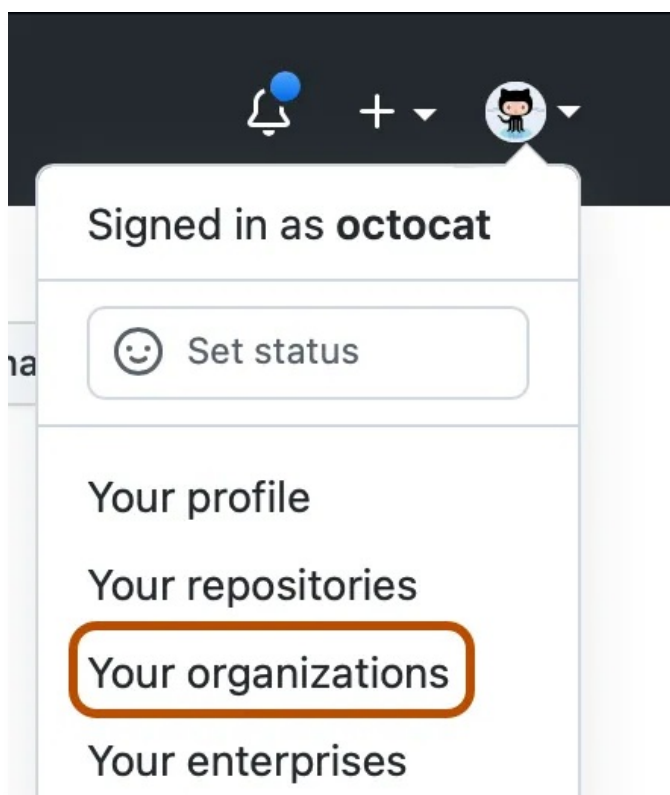 Signed in as octocat
Set status
Your profile
Your repositories
Your organizations
Your enterprises